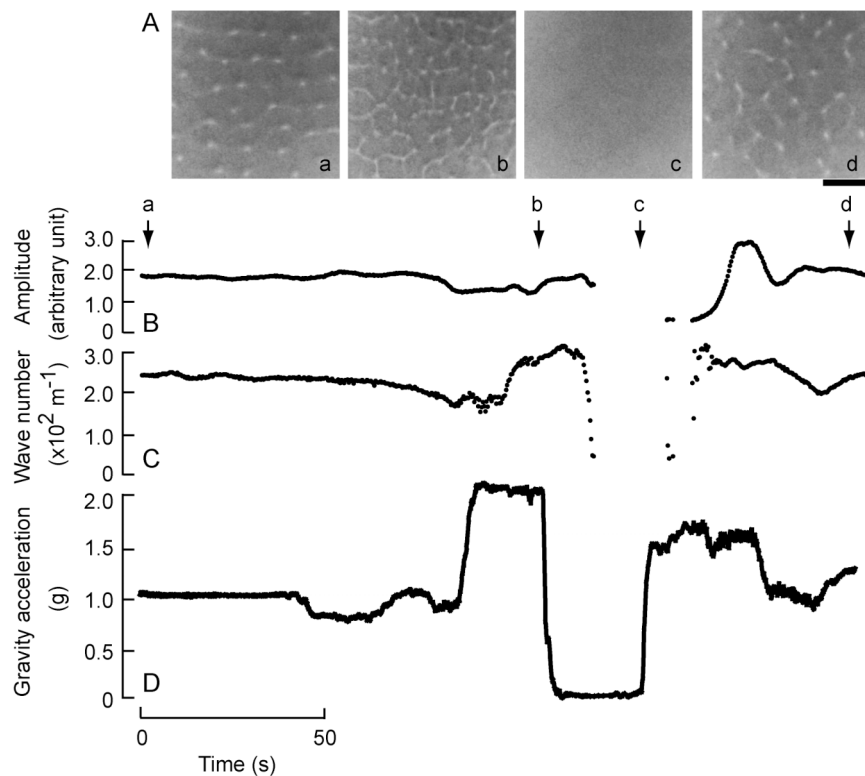 A
a
b
c
d
a
b
c
d
Amplitude
(arbitrary unit)
3.0
2.0
1.0
0
B
Wave number
(x10² m⁻¹)
3.0
2.0
1.0
0
C
Gravity acceleration
(g)
2.0
1.5
1.0
0.5
0
D
0
50
Time (s)